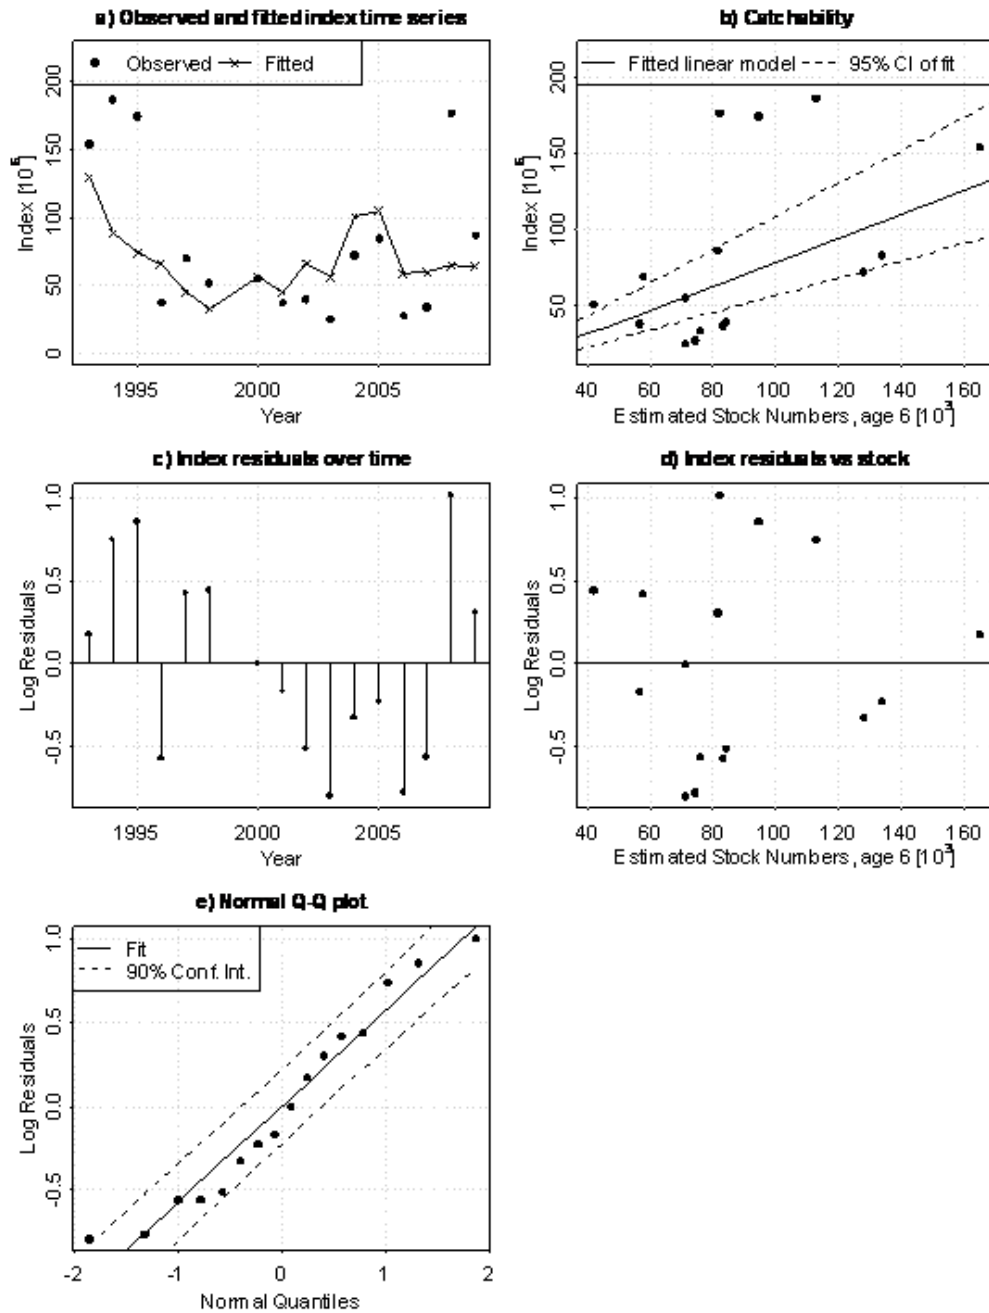 a) Observed and fitted index time series
Observed Fitted
Index [10^6]
0 50 100 150 200
1995 2000 2005
Year
b) Catchability
Fitted linear model 95% CI of fit
Index [10^6]
50 100 150 200
40 60 80 100 120 140 160
Estimated Stock Numbers, age 6 [10^3]
c) Index residuals over time
Log Residuals
-0.5 0.0 0.5 1.0
1995 2000 2005
Year
d) Index residuals vs stock
Log Residuals
-0.5 0.0 0.5 1.0
40 60 80 100 120 140 160
Estimated Stock Numbers, age 6 [10^3]
e) Normal Q-Q plot
Fit
90% Conf. Int.
Log Residuals
-0.5 0.0 0.5 1.0
-2 -1 0 1 2
Normal Quantiles